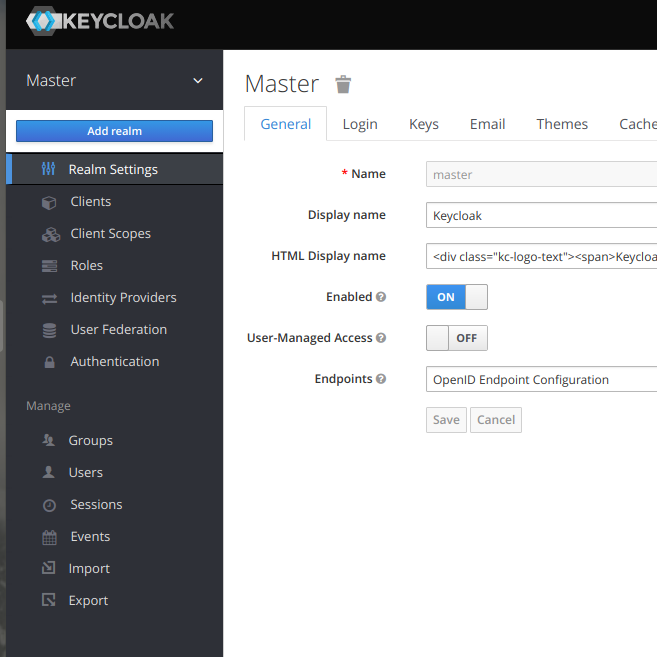 KEYCLOAK
Master
Add realm
Realm Settings
Clients
Client Scopes
Roles
Identity Providers
User Federation
Authentication
Manage
Groups
Users
Sessions
Events
Import
Export
Master
General Login Keys Email Themes Cache
* Name master
Display name Keycloak
HTML Display name <div class="kc-logo-text"><span>Keycloa
Enabled ? ON
User-Managed Access ? OFF
Endpoints ? OpenID Endpoint Configuration
Save Cancel